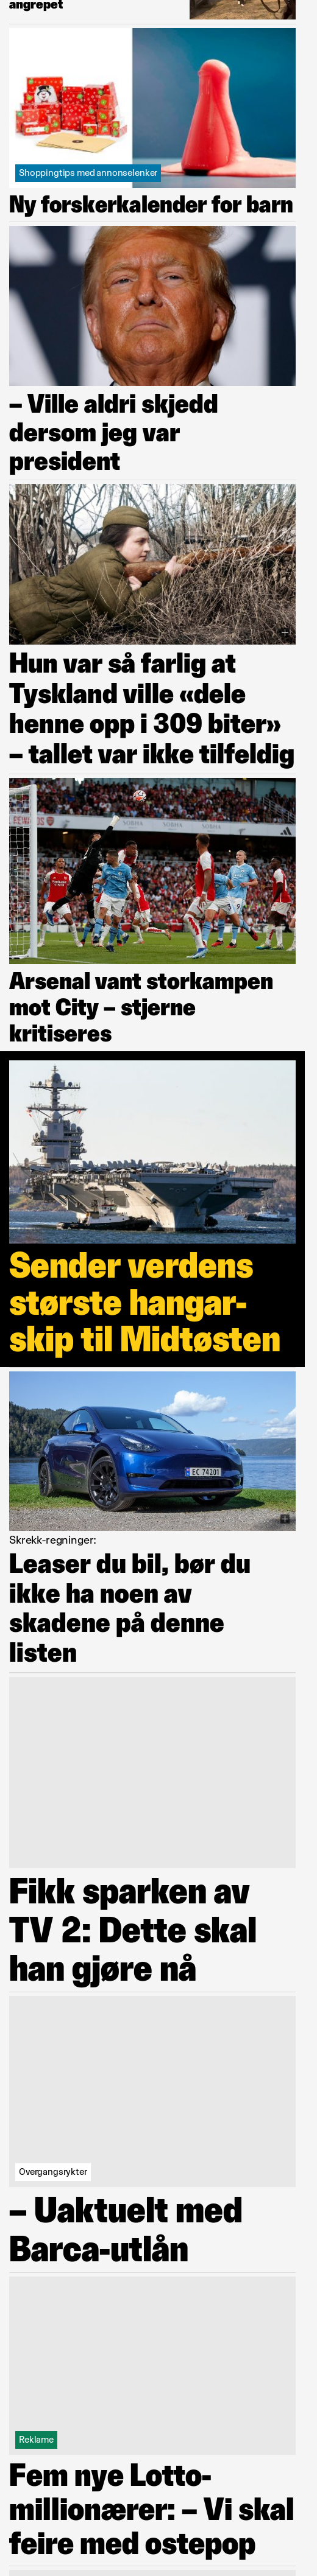 angrepet
Shoppingtips med annonselenker
Ny forskerkalender for barn
– Ville aldri skjedd
dersom jeg var
president
Hun var så farlig at
Tyskland ville «dele
henne opp i 309 biter»
– tallet var ikke tilfeldig
Arsenal vant storkampen
mot City – stjerne
kritiseres
Sender verdens
største hangar-
skip til Midtøsten
EC 74201
Skrekk-regninger:
Leaser du bil, bør du
ikke ha noen av
skadene på denne
listen
Fikk sparken av
TV 2: Dette skal
han gjøre nå
Overgangsrykter
– Uaktuelt med
Barca-utlån
Reklame
Fem nye Lotto-
millionærer: – Vi skal
feire med ostepop